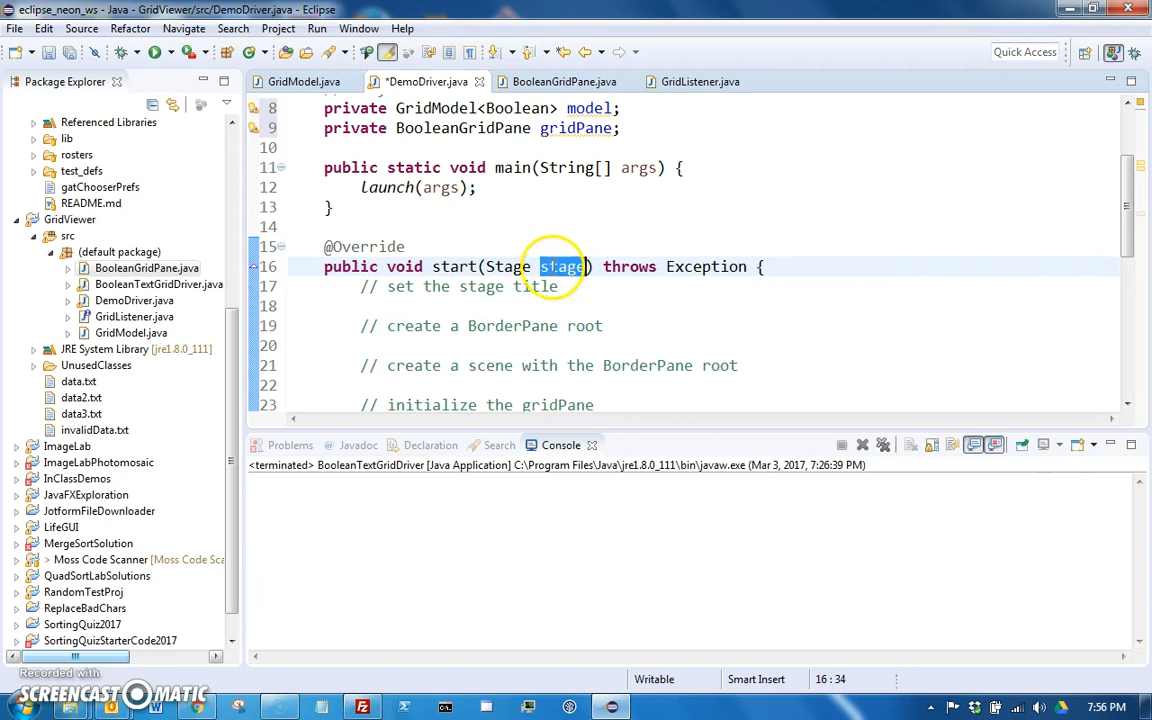 eclipse_neon_ws - Java - GridViewer/src/DemoDriver.java - Eclipse
File Edit Source Refactor Navigate Search Project Run Window Help
Quick Access
Package Explorer
GridModel.java
*DemoDriver.java
BooleanGridPane.java
GridListener.java
Referenced Libraries
lib
rosters
test_defs
gatChooserPrefs
README.md
GridViewer
src
(default package)
BooleanGridPane.java
BooleanTextGridDriver.java
DemoDriver.java
GridListener.java
GridModel.java
JRE System Library [jre1.8.0_111]
UnusedClasses
data.txt
data2.txt
data3.txt
invalidData.txt
ImageLab
ImageLabPhotomosaic
InClassDemos
JavaFXExploration
JotformFileDownloader
LifeGUI
MergeSortLabSolutions
> Moss Code Scanner [Moss Code Sca
QuadSortLabSolutions
RandomTestProj
ReplaceBadChars
SortingQuiz2017
SortingQuizStarterCode2017
8 private GridModel<Boolean> model;
9 private BooleanGridPane gridPane;
10
11 public static void main(String[] args) {
12 launch(args);
13 }
14
15 @Override
16 public void start(Stage stage) throws Exception {
17 // set the stage title
18
19 // create a BorderPane root
20
21 // create a scene with the BorderPane root
22
23 // initialize the gridPane
Problems @ Javadoc Declaration Search Console
<terminated> BooleanTextGridDriver [Java Application] C:\Program Files\Java\jre1.8.0_111\bin\javaw.exe (Mar 3, 2017, 7:26:39 PM)
Writable Smart Insert 16 : 34
Recorded with
SCREENCAST-O-MATIC
7:56 PM